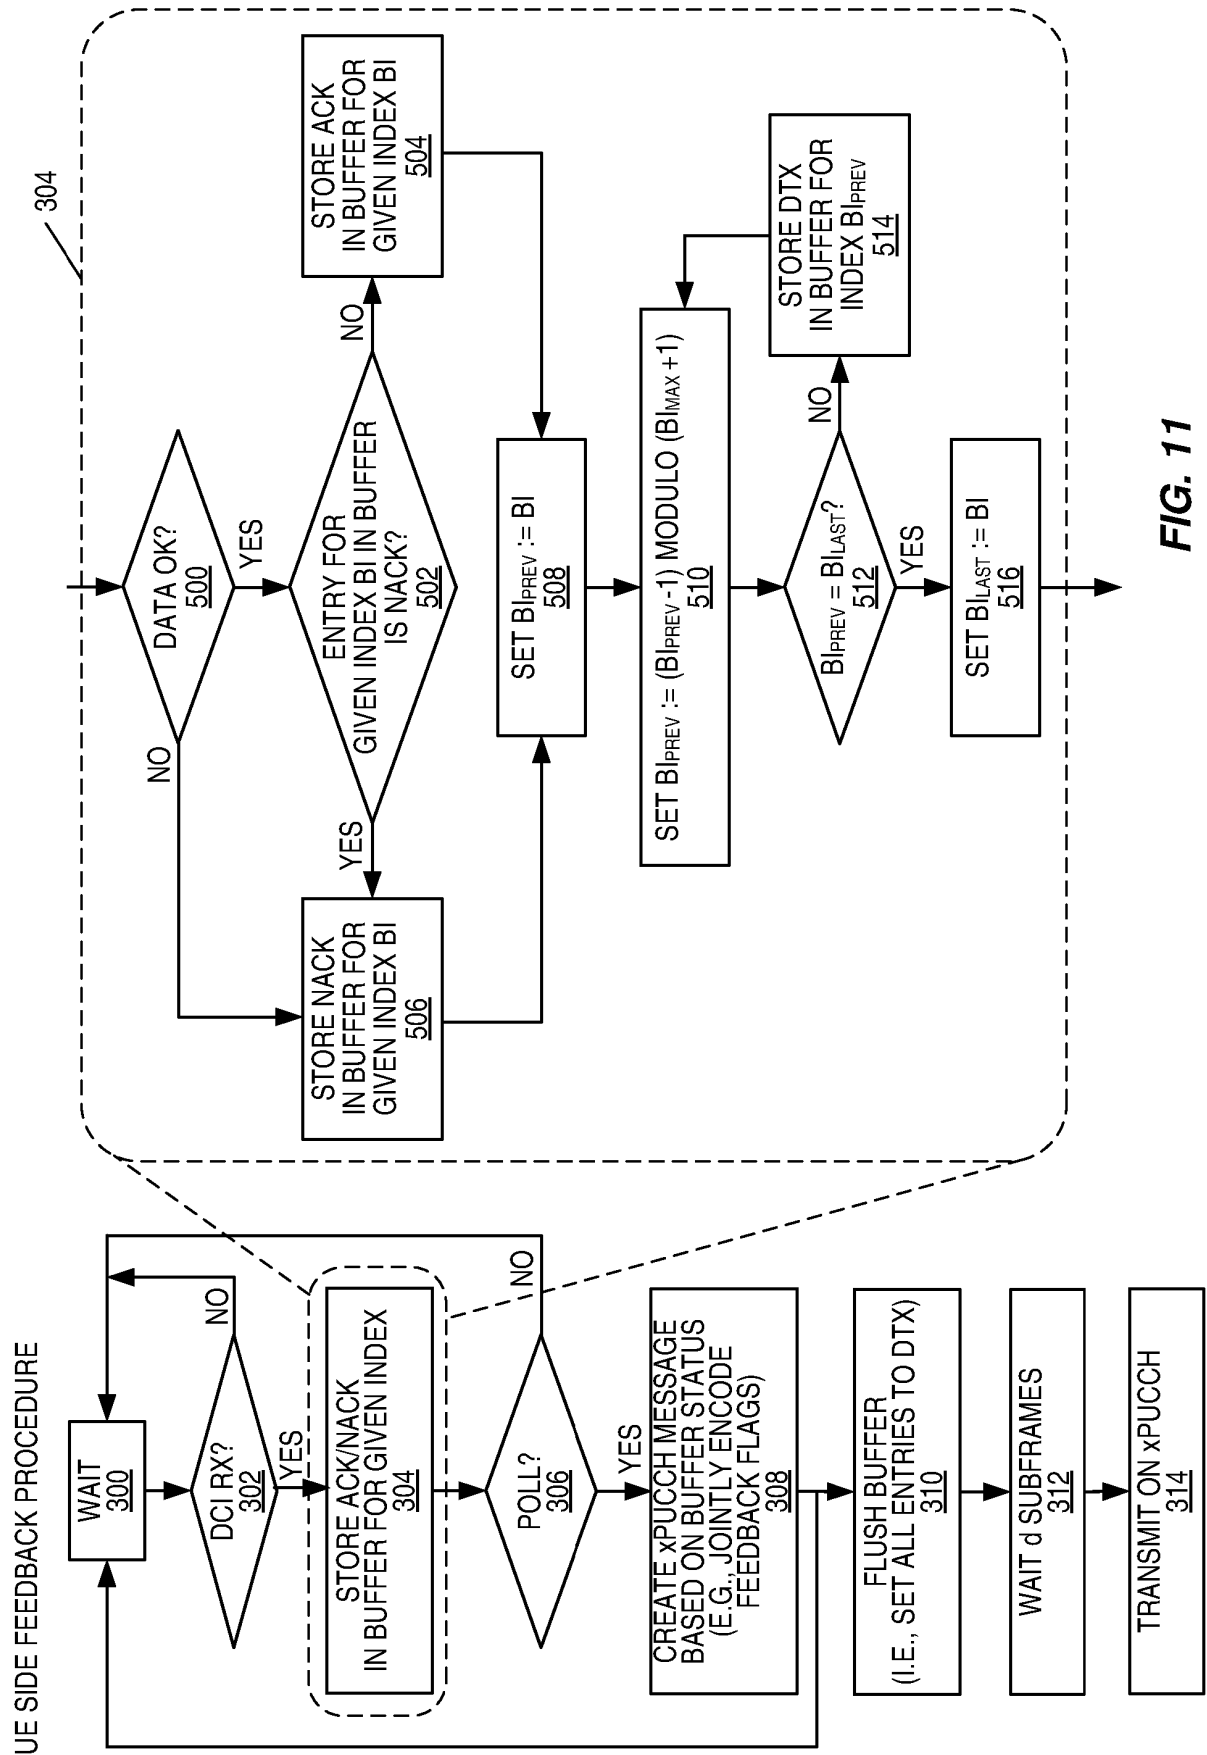 UE SIDE FEEDBACK PROCEDURE
WAIT
300
DCI RX?
302
NO
YES
STORE ACK/NACK
IN BUFFER FOR GIVEN INDEX
304
POLL?
306
NO
YES
CREATE xPUCCH MESSAGE
BASED ON BUFFER STATUS
(E.G., JOINTLY ENCODE
FEEDBACK FLAGS)
308
FLUSH BUFFER
(I.E., SET ALL ENTRIES TO DTX)
310
WAIT d SUBFRAMES
312
TRANSMIT ON xPUCCH
314
304
DATA OK?
500
NO
YES
ENTRY FOR
GIVEN INDEX BI IN BUFFER
IS NACK?
502
YES
NO
STORE NACK
IN BUFFER FOR
GIVEN INDEX BI
506
STORE ACK
IN BUFFER FOR
GIVEN INDEX BI
504
SET BIPREV := BI
508
SET BIPREV := (BIPREV -1) MODULO (BIMAX +1)
510
BIPREV = BILAST?
512
NO
YES
STORE DTX
IN BUFFER FOR
INDEX BIPREV
514
SET BILAST := BI
516
FIG. 11